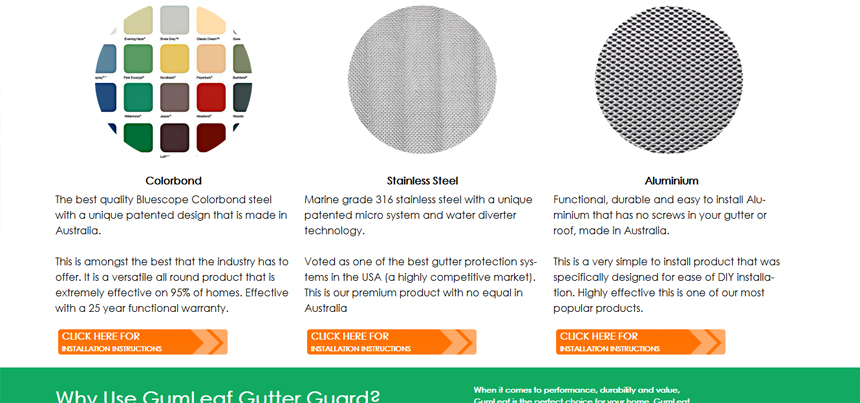 Evening Haze® Shale Grey™ Classic Cream™ Dune
Pale Eucalypt® Sandbank® Paperbark®
Wilderness® Jasper® Headland®
Loft™
Colorbond
The best quality Bluescope Colorbond steel
with a unique patented design that is made in
Australia.
This is amongst the best that the industry has to
offer. It is a versatile all round product that is
extremely effective on 95% of homes. Effective
with a 25 year functional warranty.
CLICK HERE FOR
INSTALLATION INSTRUCTIONS
Stainless Steel
Marine grade 316 stainless steel with a unique
patented micro system and water diverter
technology.
Voted as one of the best gutter protection sys-
tems in the USA (a highly competitive market).
This is our premium product with no equal in
Australia
CLICK HERE FOR
INSTALLATION INSTRUCTIONS
Aluminium
Functional, durable and easy to install Alu-
minium that has no screws in your gutter or
roof, made in Australia.
This is a very simple to install product that was
specifically designed for ease of DIY installa-
tion. Highly effective this is one of our most
popular products.
CLICK HERE FOR
INSTALLATION INSTRUCTIONS
Why Use GumLeaf Gutter Guard?
When it comes to performance, durability and value,
GumLeaf is the perfect choice for your home. GumLeaf